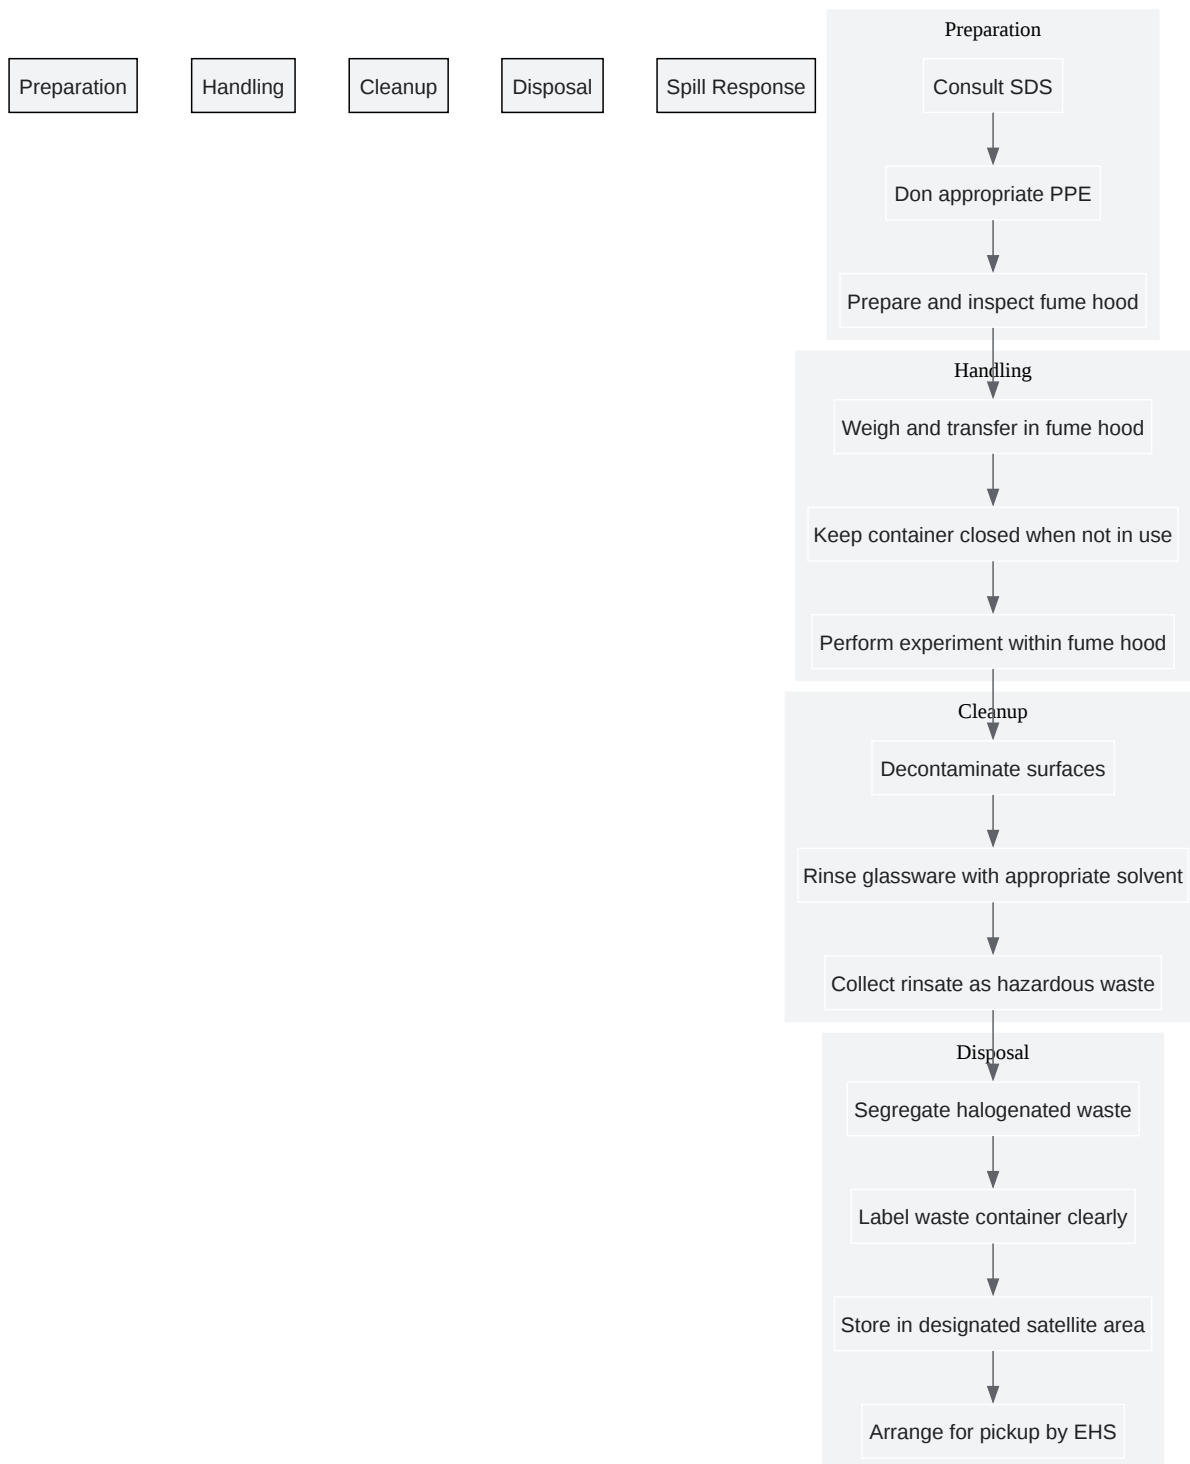 Preparation
Handling
Cleanup
Disposal
Spill Response
Preparation
Consult SDS
Don appropriate PPE
Prepare and inspect fume hood
Handling
Weigh and transfer in fume hood
Keep container closed when not in use
Perform experiment within fume hood
Cleanup
Decontaminate surfaces
Rinse glassware with appropriate solvent
Collect rinsate as hazardous waste
Disposal
Segregate halogenated waste
Label waste container clearly
Store in designated satellite area
Arrange for pickup by EHS